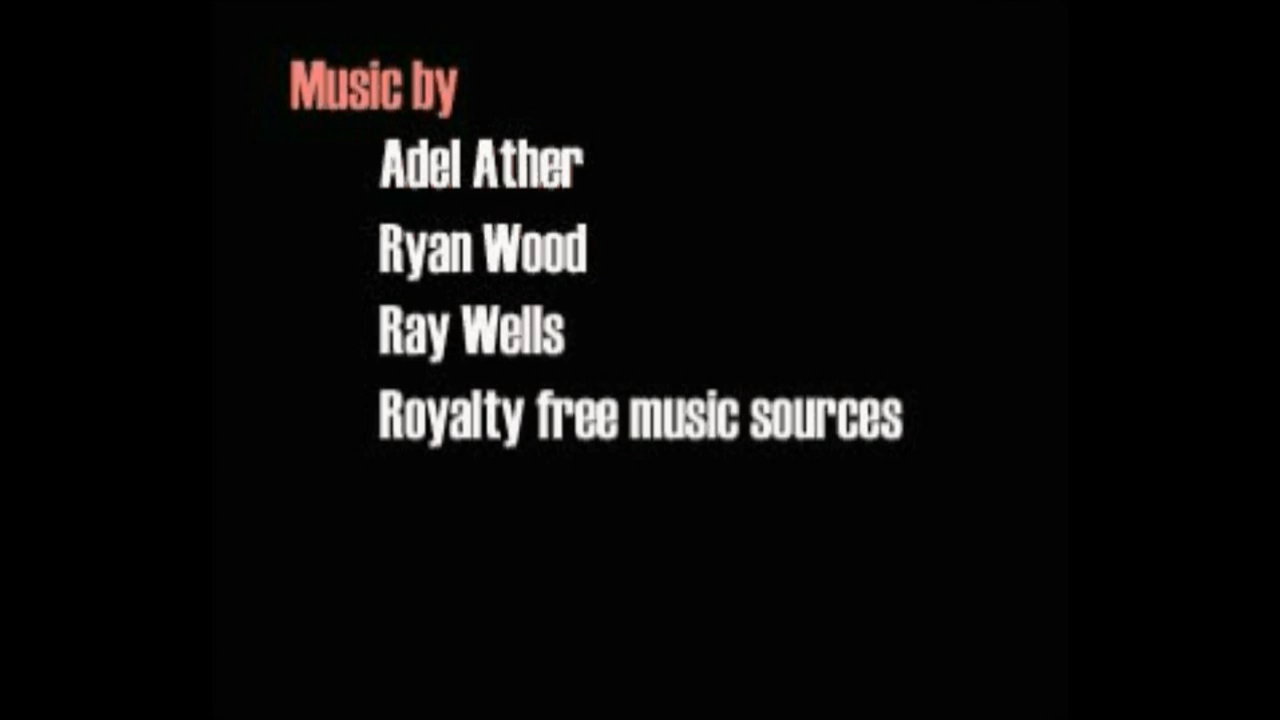 Music by
Adel Ather
Ryan Wood
Ray Wells
Royalty free music sources